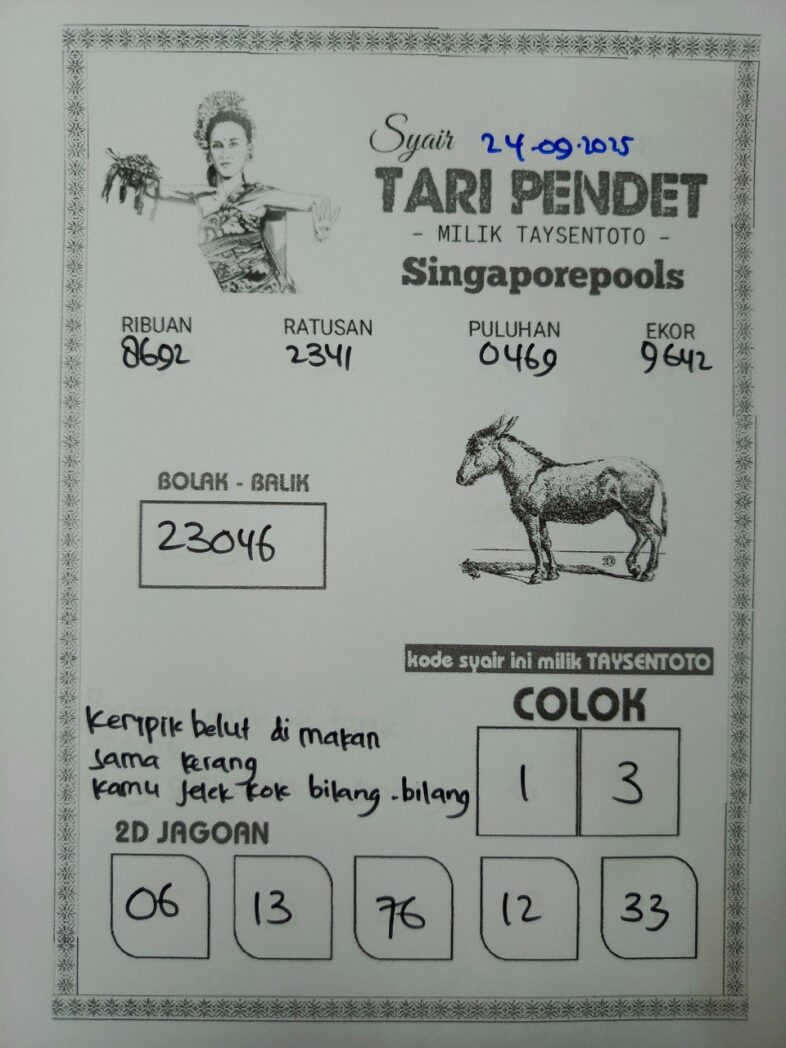 Syair 24-09-2025
TARI PENDET
- MILIK TAYSENTOTO -
Singaporepools
RIBUAN RATUSAN PULUHAN EKOR
8692 2341 0469 9642
BOLAK - BALIK
23046
kode syair ini milik TAYSENTOTO
COLOK
1 3
keripik belut di makan
sama kerang
kamu jelek kok bilang-bilang
2D JAGOAN
06 13 76 12 33